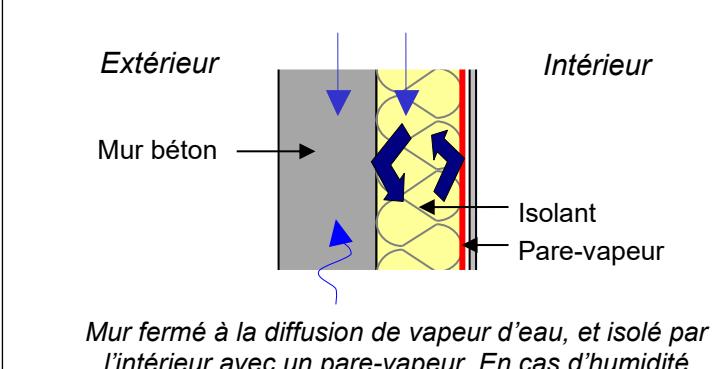 Extérieur
Intérieur
Mur béton
Isolant
Pare-vapeur
Mur fermé à la diffusion de vapeur d'eau, et isolé par
l'intérieur avec un pare-vapeur. En cas d'humidité